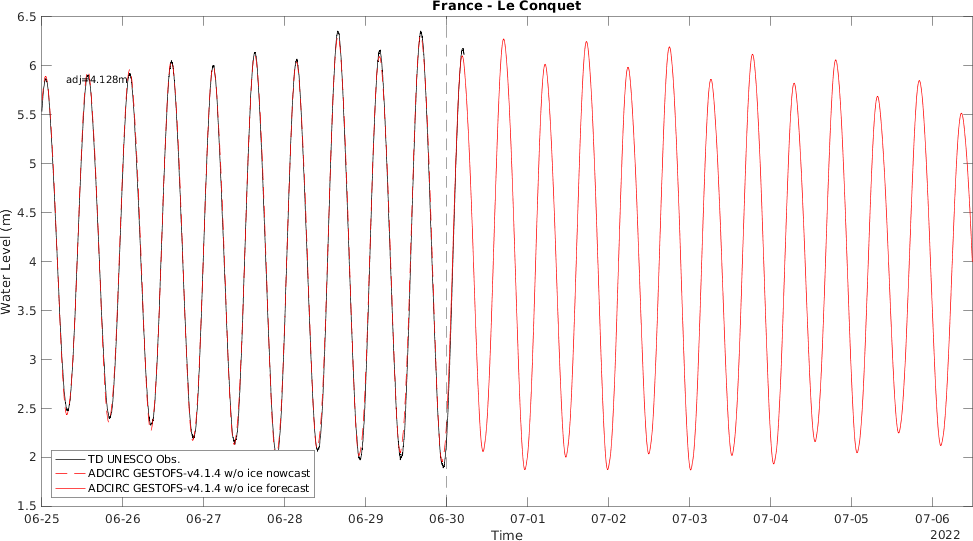 France - Le Conquet
6.5
6
5.5
5
4.5
4
3.5
3
2.5
2
1.5
Water Level (m)
adj=4.128m
TD UNESCO Obs.
ADCIRC GESTOFS-v4.1.4 w/o ice nowcast
ADCIRC GESTOFS-v4.1.4 w/o ice forecast
06-25 06-26 06-27 06-28 06-29 06-30 07-01 07-02 07-03 07-04 07-05 07-06
Time
2022